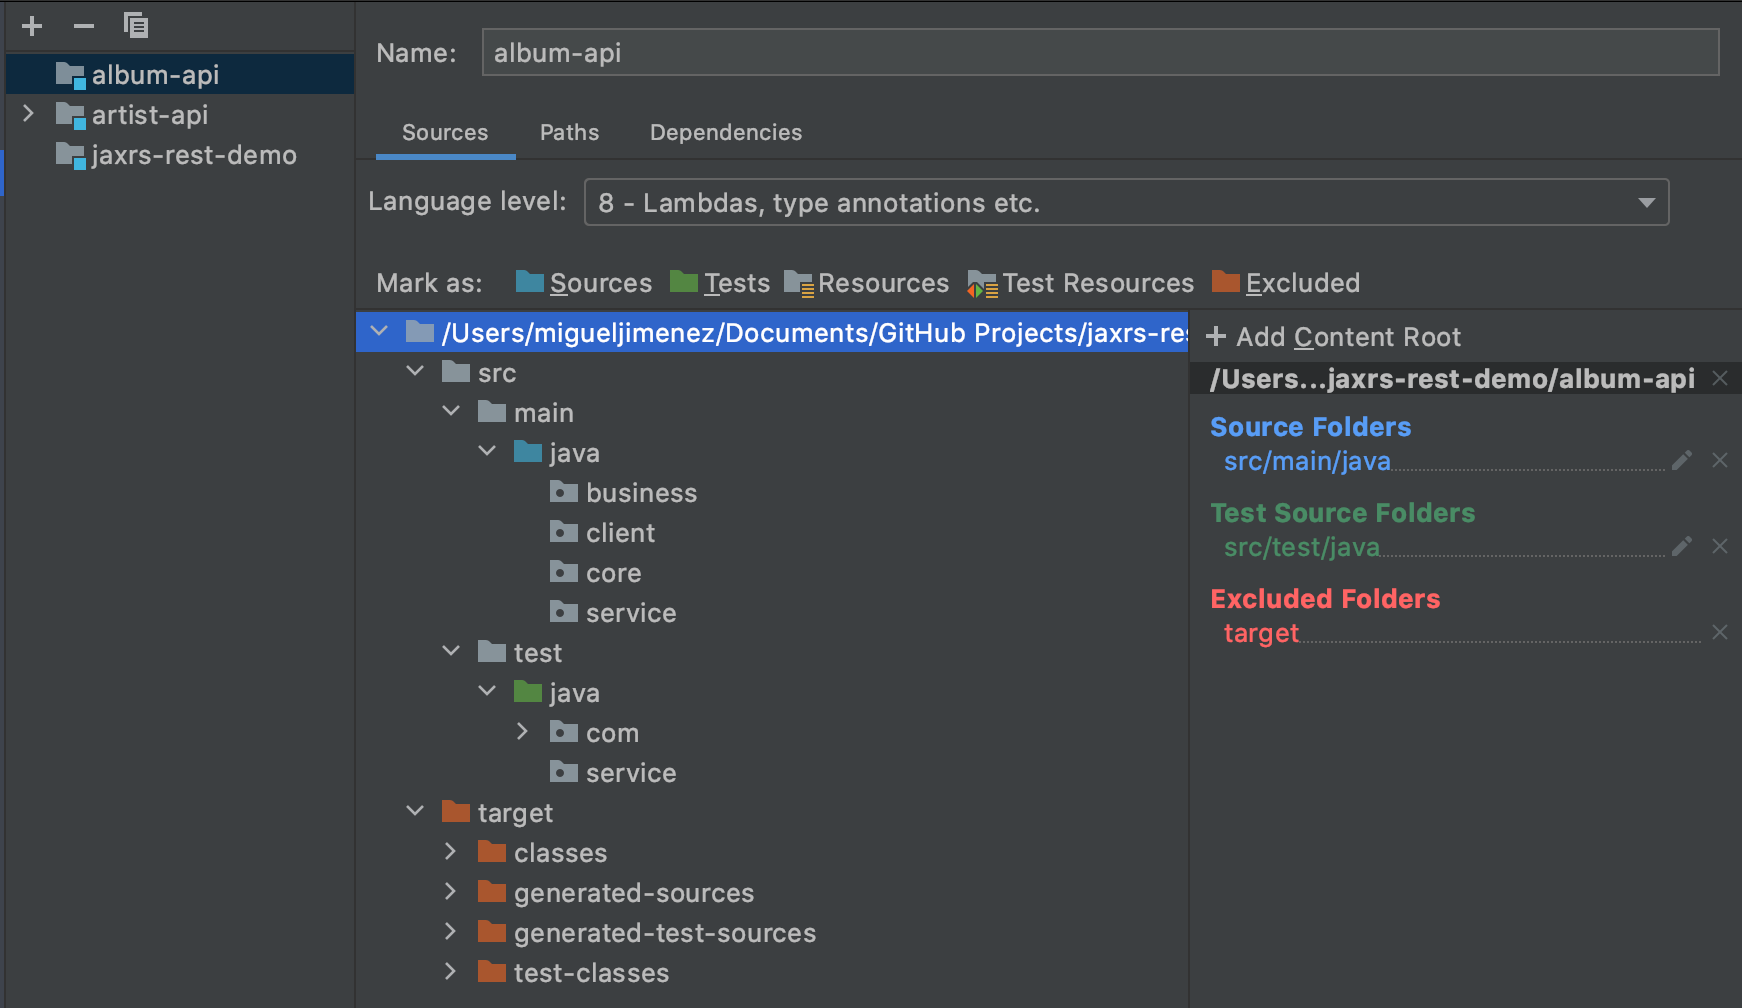 album-api
artist-api
jaxrs-rest-demo
Name: album-api
Sources Paths Dependencies
Language level: 8 - Lambdas, type annotations etc.
Mark as: Sources Tests Resources Test Resources Excluded
/Users/migueljimenez/Documents/GitHub Projects/jaxrs-res
src
main
java
business
client
core
service
test
java
com
service
target
classes
generated-sources
generated-test-sources
test-classes
+ Add Content Root
/Users...jaxrs-rest-demo/album-api
Source Folders
src/main/java
Test Source Folders
src/test/java
Excluded Folders
target